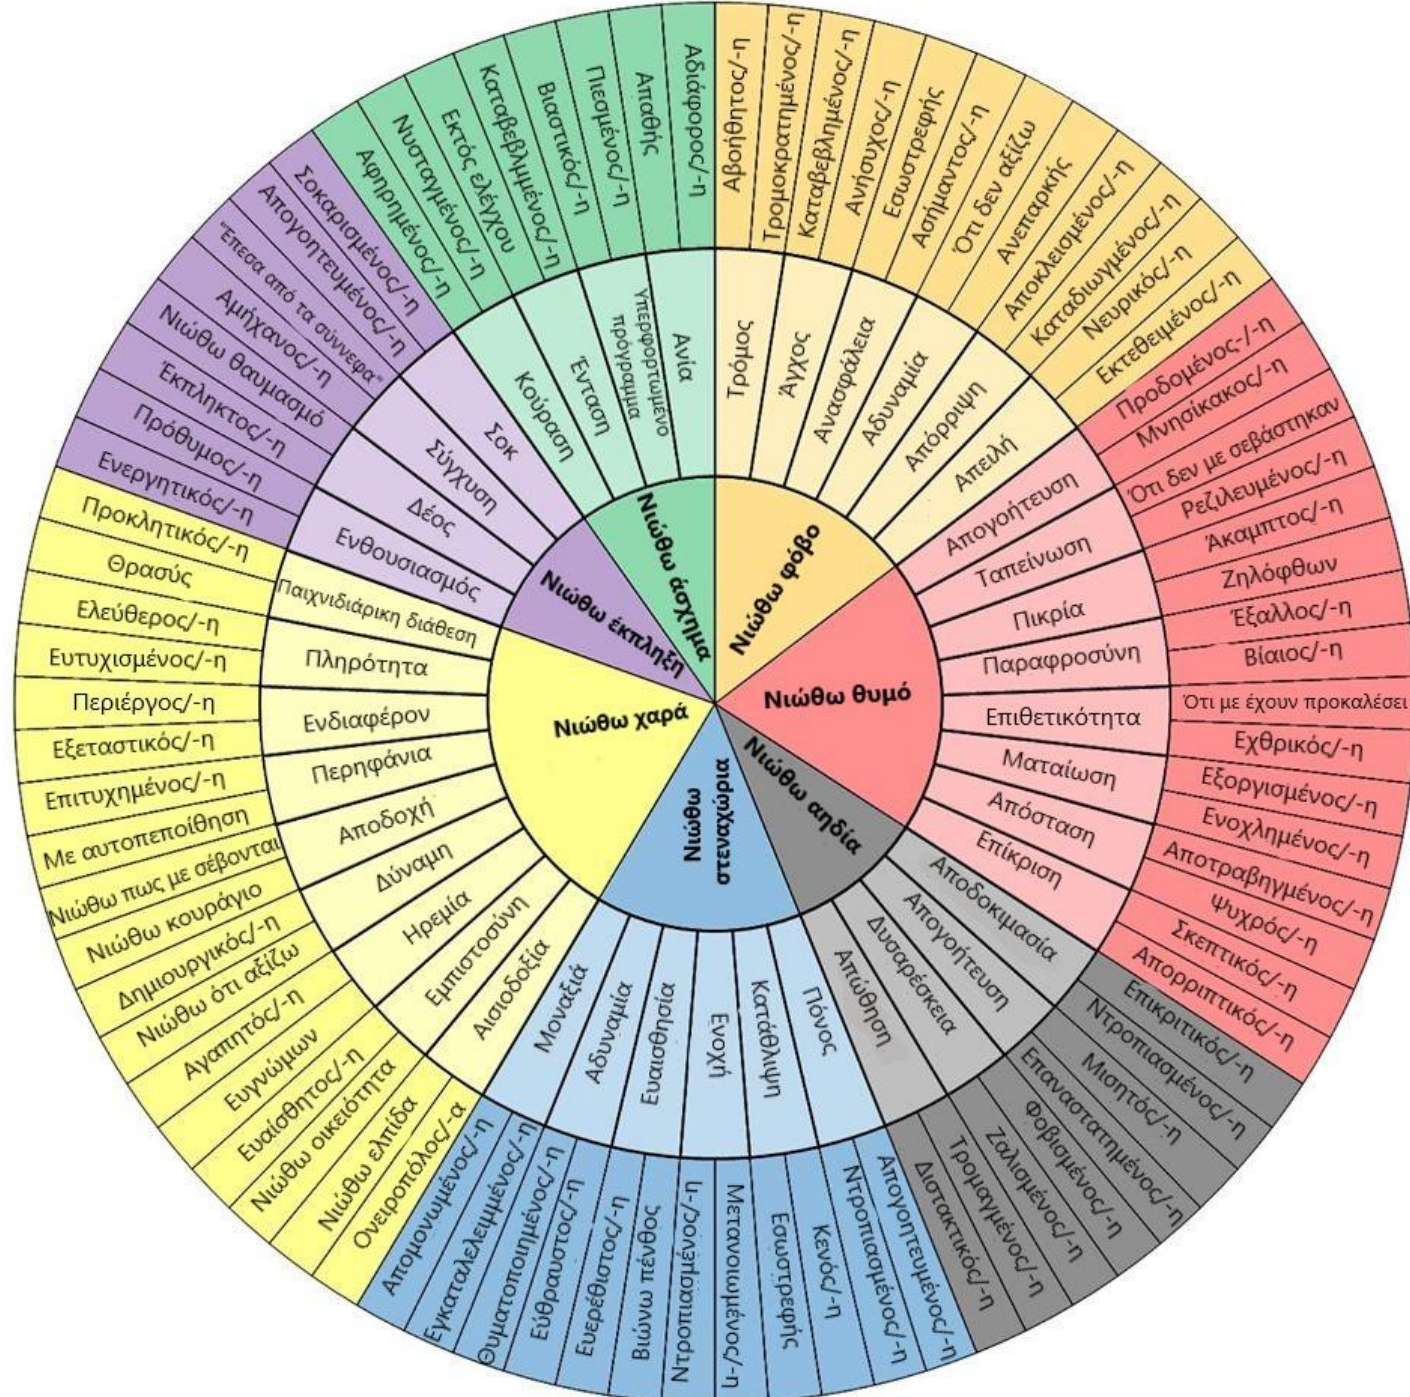 Νιώθω φόβο
Τρόμος
Άγχος
Ανασφάλεια
Αδυναμία
Απόρριψη
Απειλή
Αβοήθητος/-η
Τρομοκρατημένος/-η
Καταβεβλημένος/-η
Ανήσυχος/-η
Εσωστρεφής
Ασήμαντος/-η
Ότι δεν αξίζω
Ανεπαρκής
Αποκλεισμένος/-η
Καταδιωγμένος/-η
Νευρικός/-η
Εκτεθειμένος/-η
Νιώθω θυμό
Απογοήτευση
Ταπείνωση
Πικρία
Παραφροσύνη
Επιθετικότητα
Ματαίωση
Απόσταση
Επίκριση
Προδομένος-/-η
Μνησίκακος/-η
Ότι δεν με σεβάστηκαν
Ρεζιλευμένος/-η
Άκαμπτος/-η
Ζηλόφθων
Έξαλλος/-η
Βίαιος/-η
Ότι με έχουν προκαλέσει
Εχθρικός/-η
Εξοργισμένος/-η
Ενοχλημένος/-η
Αποτραβηγμένος/-η
Ψυχρός/-η
Σκεπτικός/-η
Απορριπτικός/-η
Νιώθω αηδία
Αποδοκιμασία
Απογοήτευση
Δυσαρέσκεια
Απώθηση
Επικριτικός/-η
Ντροπιασμένος/-η
Μισητός/-η
Επαναστατημένος/-η
Φοβισμένος/-η
Ζαλισμένος/-η
Τρομαγμένος/-η
Διστακτικός/-η
Νιώθω
στεναχώρια
Πόνος
Κατάθλιψη
Ενοχή
Ευαισθησία
Αδυναμία
Μοναξιά
Απογοητευμένος/-η
Ντροπιασμένος/-η
Κενός/-η
Εσωστρεφής
Μετανοιωμένος/-η
Ντροπιασμένος/-η
Βιώνω πένθος
Ευερέθιστος/-η
Εύθραυστος/-η
Θυματοποιημένος/-η
Εγκαταλελειμμένος/-η
Απομονωμένος/-η
Νιώθω χαρά
Αισιοδοξία
Εμπιστοσύνη
Ηρεμία
Δύναμη
Αποδοχή
Περηφάνια
Ενδιαφέρον
Πληρότητα
Παιχνιδιάρικη διάθεση
Ονειροπόλος/-α
Νιώθω ελπίδα
Νιώθω οικειότητα
Ευαίσθητος/-η
Ευγνώμων
Αγαπητός/-η
Νιώθω ότι αξίζω
Δημιουργικός/-η
Νιώθω κουράγιο
Νιώθω πως με σέβονται
Με αυτοπεποίθηση
Επιτυχημένος/-η
Εξεταστικός/-η
Περιέργος/-η
Ευτυχισμένος/-η
Ελεύθερος/-η
Θρασύς
Προκλητικός/-η
Νιώθω έκπληξη
Ενθουσιασμός
Δέος
Σύγχυση
Σοκ
Ενεργητικός/-η
Πρόθυμος/-η
Έκπληκτος/-η
Νιώθω θαυμασμό
Αμήχανος/-η
"Έπεσα από τα σύννεφα"
Απογοητευμένος/-η
Σοκαρισμένος/-η
Νιώθω άσχημα
Κούραση
Ένταση
Υπερφορτωμένο
πρόγραμμα
Ανία
Αφηρημένος/-η
Νυσταγμένος/-η
Εκτός ελέγχου
Καταβεβλμμένος/-η
Βιαστικός/-η
Πιεσμένος/-η
Απαθής
Αδιάφορος/-η